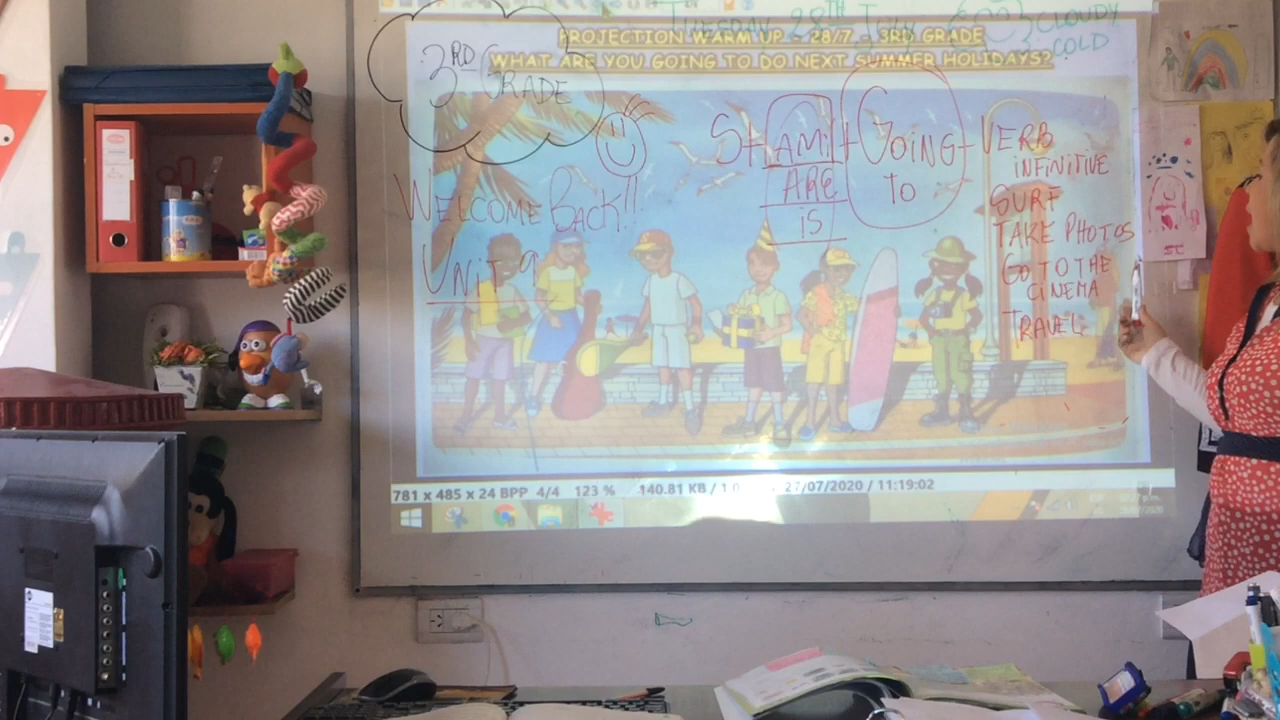 TUESDAY 28TH JULY CLOUDY
COLD
PROJECTION WARM UP - 28/7 - 3RD GRADE
WHAT ARE YOU GOING TO DO NEXT SUMMER HOLIDAYS?
3RD GRADE
WELCOME BACK!!
UNIT 9
AM + GOING TO + VERB
ARE
IS
INFINITIVE
SURF
TAKE PHOTOS
GO TO THE
CINEMA
TRAVEL
781 x 485 x 24 BPP 4/4 123 % 140.81 KB / 27/07/2020 / 11:19:02